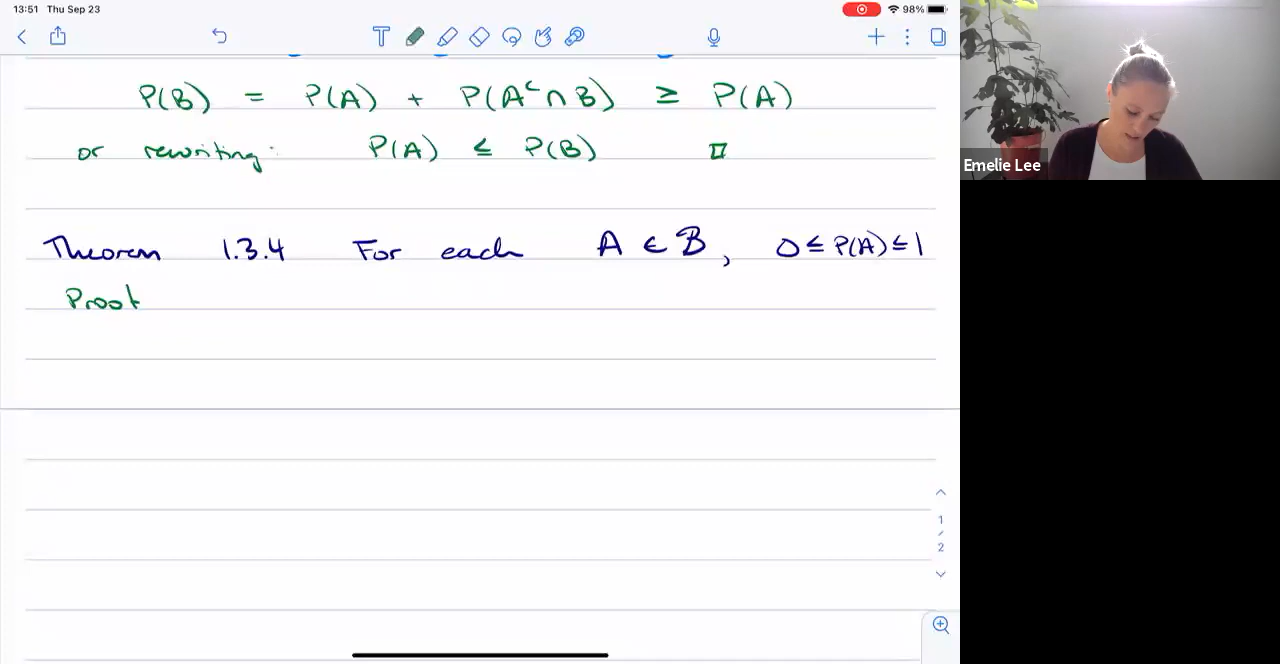 13:51 Thu Sep 23
98%
P(B) = P(A) + P(Aᶜ ∩ B) ≥ P(A)
or rewriting: P(A) ≤ P(B) □
Theorem 1.3.4 For each A ∈ B, 0 ≤ P(A) ≤ 1
Proof
Emelie Lee
1
/
2